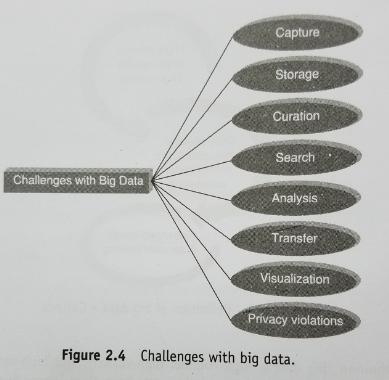 Challenges with Big Data
Capture
Storage
Curation
Search
Analysis
Transfer
Visualization
Privacy violations
Figure 2.4 Challenges with big data.